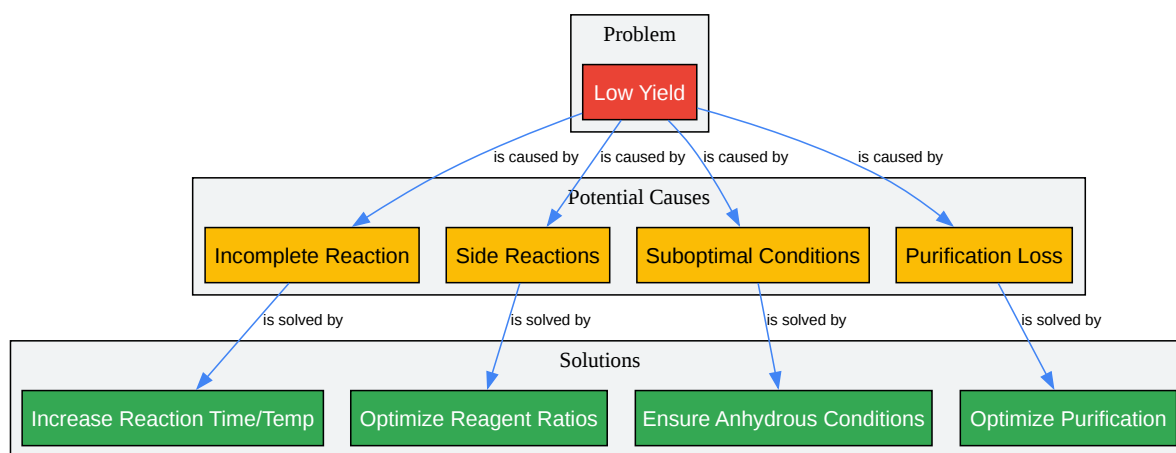 Problem
Low Yield
is caused by
is caused by
is caused by
is caused by
Potential Causes
Incomplete Reaction
Side Reactions
Suboptimal Conditions
Purification Loss
is solved by
is solved by
is solved by
is solved by
Solutions
Increase Reaction Time/Temp
Optimize Reagent Ratios
Ensure Anhydrous Conditions
Optimize Purification